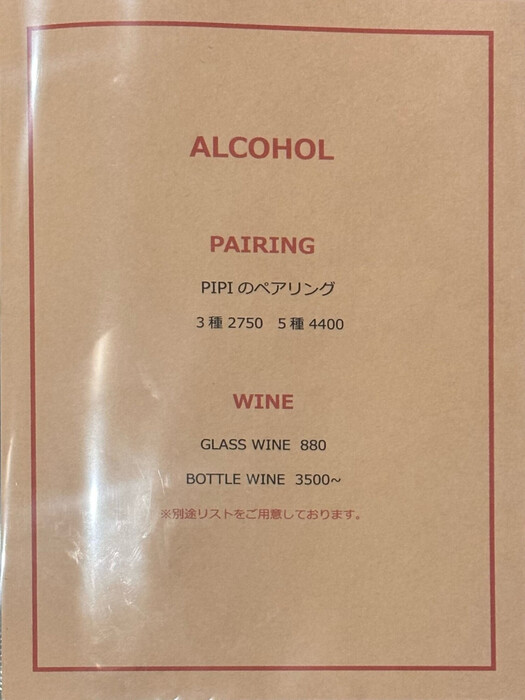 ALCOHOL
PAIRING
PIPI のペアリング
３種 2750　５種 4400
WINE
GLASS WINE 880
BOTTLE WINE 3500~
※別途リストをご用意しております。